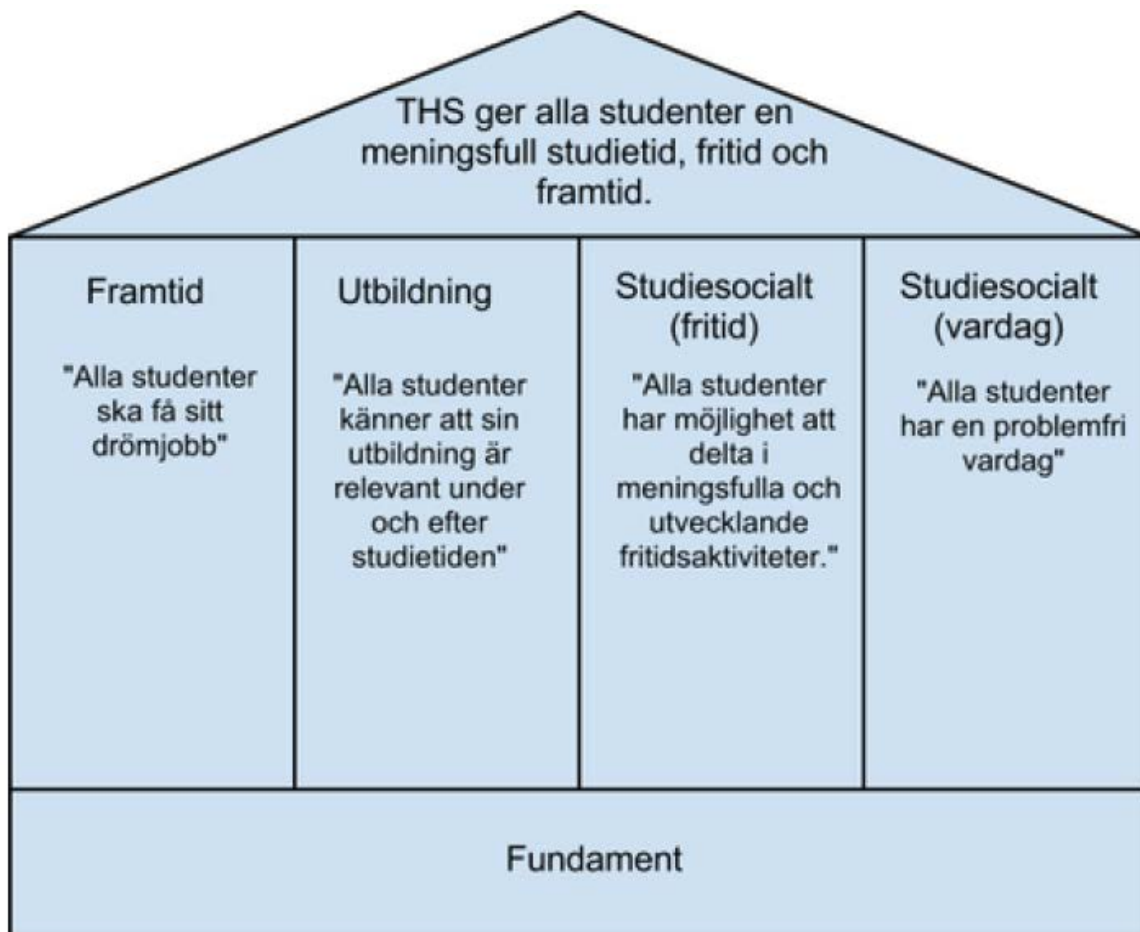 THS ger alla studenter en
meningsfull studietid, fritid och
framtid.
Framtid
"Alla studenter
ska få sitt
drömjobb"
Utbildning
"Alla studenter
känner att sin
utbildning är
relevant under
och efter
studietiden"
Studiesocialt
(fritid)
"Alla studenter
har möjlighet att
delta i
meningsfulla och
utvecklande
fritidsaktiviteter."
Studiesocialt
(vardag)
"Alla studenter
har en problemfri
vardag"
Fundament